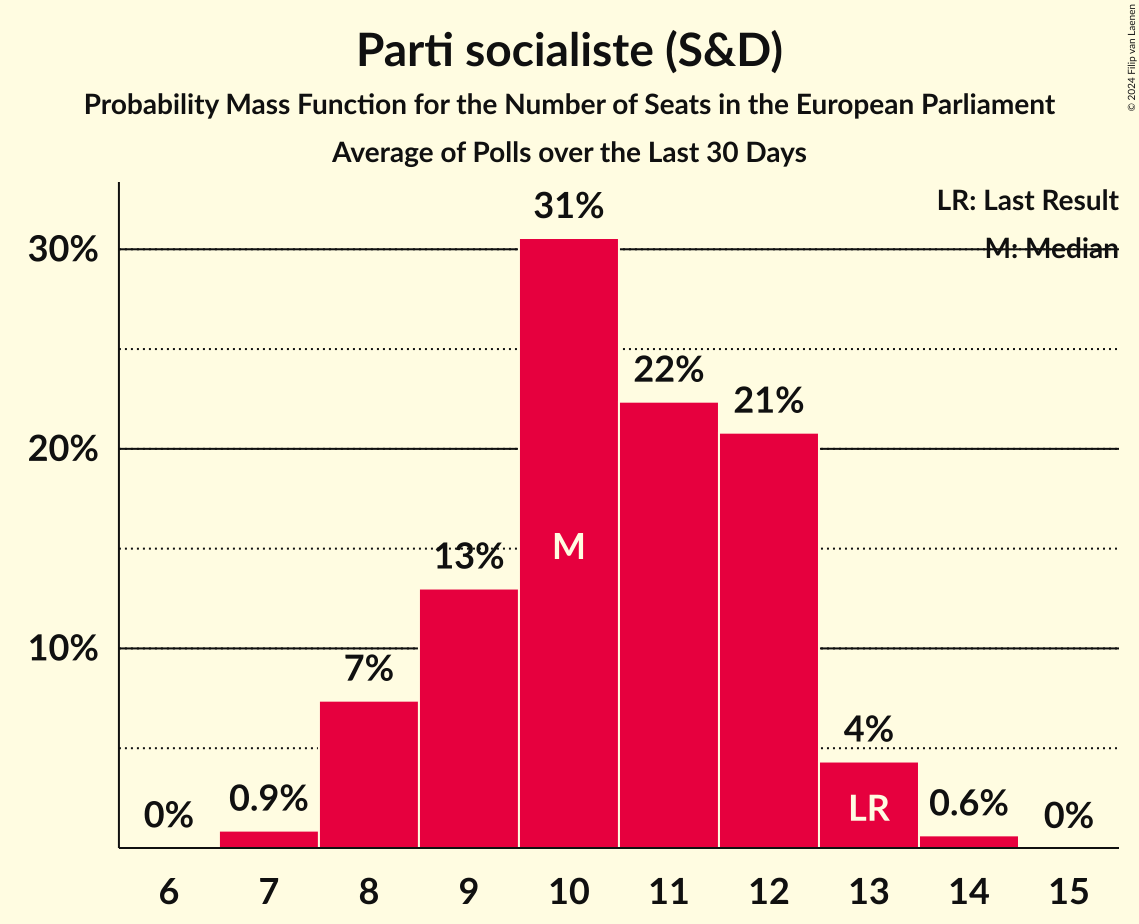 Parti socialiste (S&D)
Probability Mass Function for the Number of Seats in the European Parliament
Average of Polls over the Last 30 Days
© 2024 Filip van Laenen
LR: Last Result
M: Median
30%
20%
10%
0%
0.9%
7%
13%
31%
22%
21%
4%
0.6%
0%
M
LR
6 7 8 9 10 11 12 13 14 15